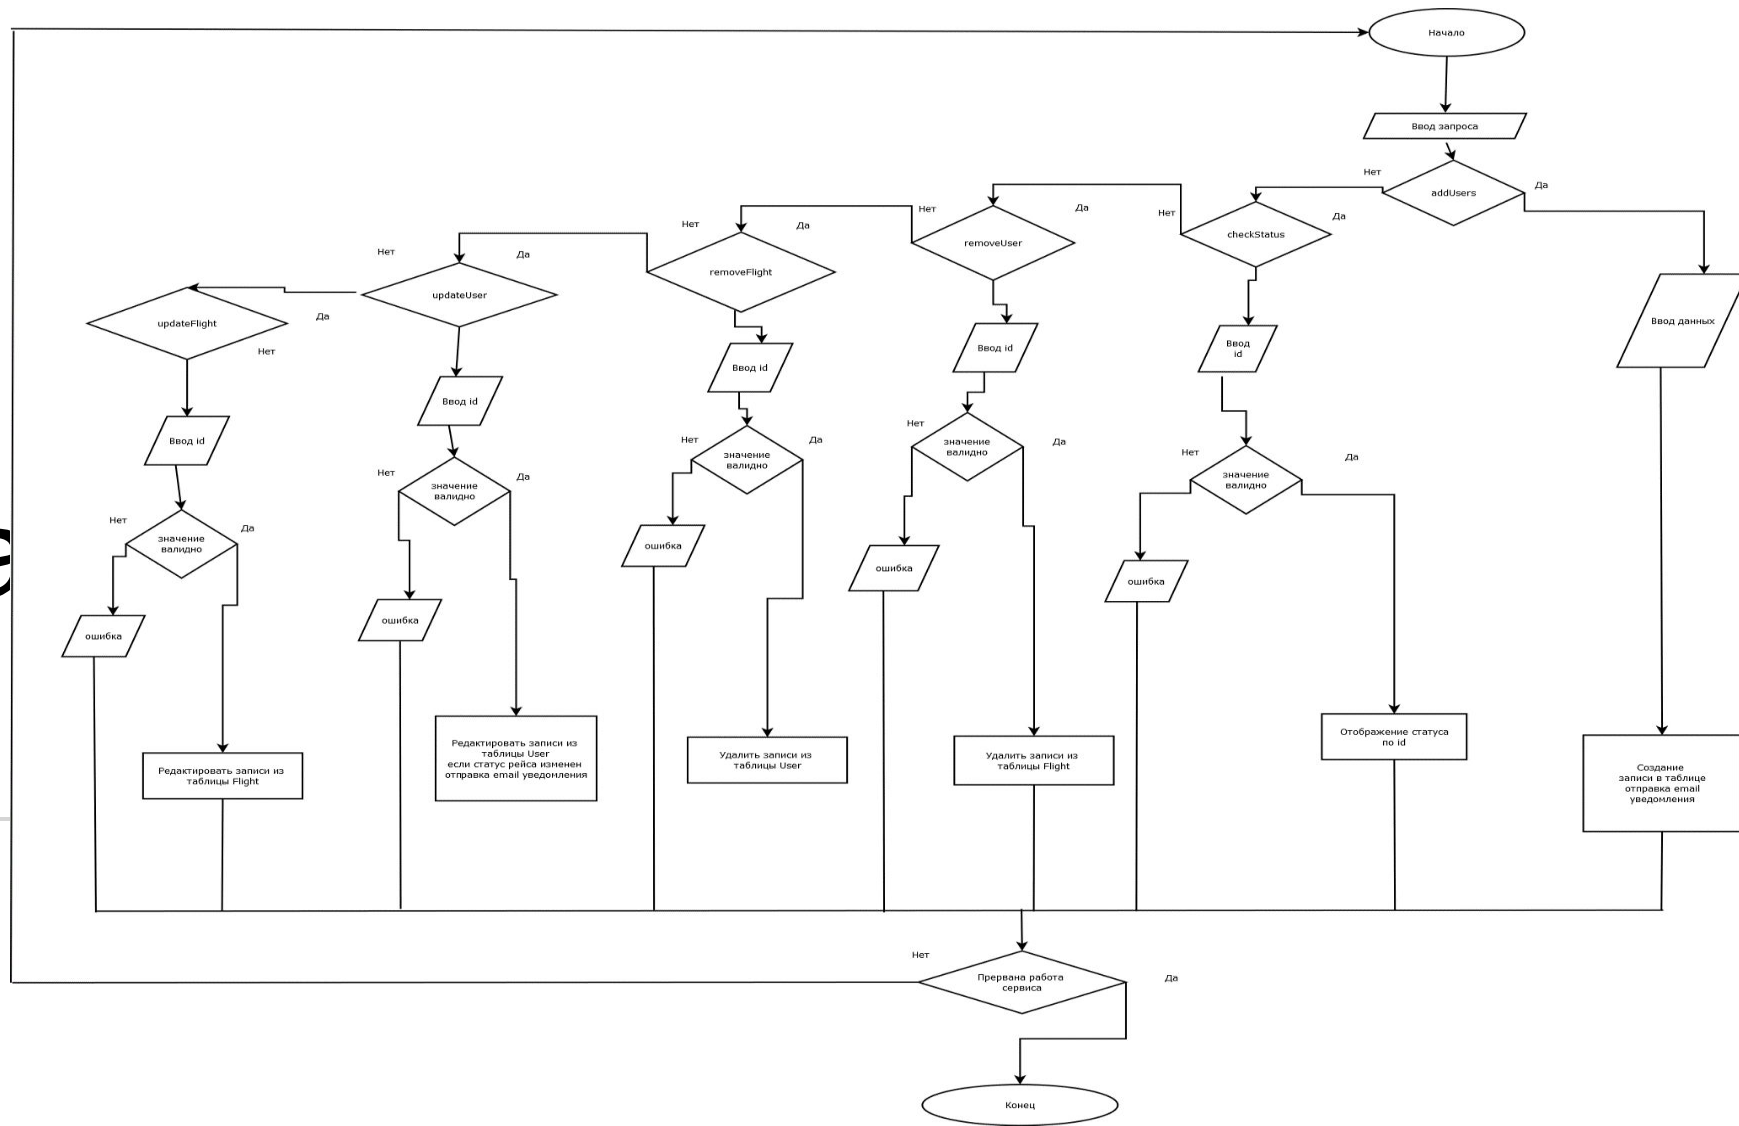 Начало
Ввод запроса
addUsers
Нет
Да
checkStatus
Нет
Да
removeUser
Нет
Да
removeFlight
Нет
Да
updateUser
Нет
Да
updateFlight
Да
Нет
Ввод данных
Ввод
id
Ввод id
Ввод id
Ввод id
Ввод id
значение
валидно
Нет
Да
значение
валидно
Нет
Да
значение
валидно
Нет
Да
значение
валидно
Нет
Да
значение
валидно
Нет
Да
ошибка
ошибка
ошибка
ошибка
ошибка
Редактировать записи из
таблицы Flight
Редактировать записи из
таблицы User
если статус рейса изменен
отправка email уведомления
Удалить записи из
таблицы User
Удалить записи из
таблицы Flight
Отображение статуса
по id
Создание
записи в таблице
отправка email
уведомления
Нет
Прервана работа
сервиса
Да
Конец